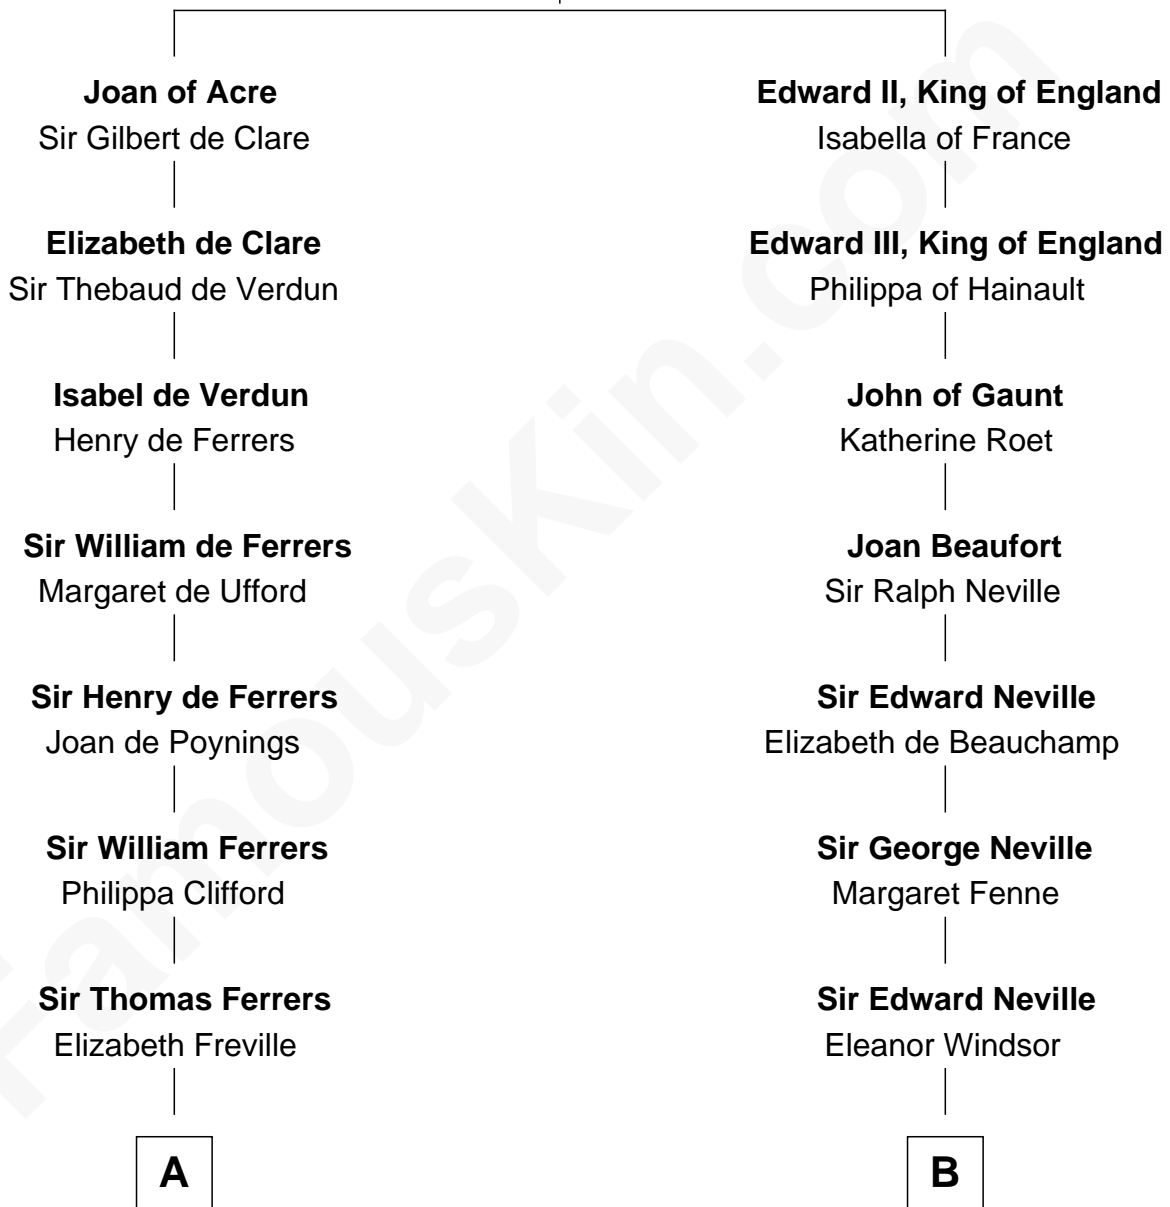 Joan of Acre
Sir Gilbert de Clare
Elizabeth de Clare
Sir Thebaud de Verdun
Isabel de Verdun
Henry de Ferrers
Sir William de Ferrers
Margaret de Ufford
Sir Henry de Ferrers
Joan de Poynings
Sir William Ferrers
Philippa Clifford
Sir Thomas Ferrers
Elizabeth Freville
A
Edward II, King of England
Isabella of France
Edward III, King of England
Philippa of Hainault
John of Gaunt
Katherine Roet
Joan Beaufort
Sir Ralph Neville
Sir Edward Neville
Elizabeth de Beauchamp
Sir George Neville
Margaret Fenne
Sir Edward Neville
Eleanor Windsor
B
FamousKin.com